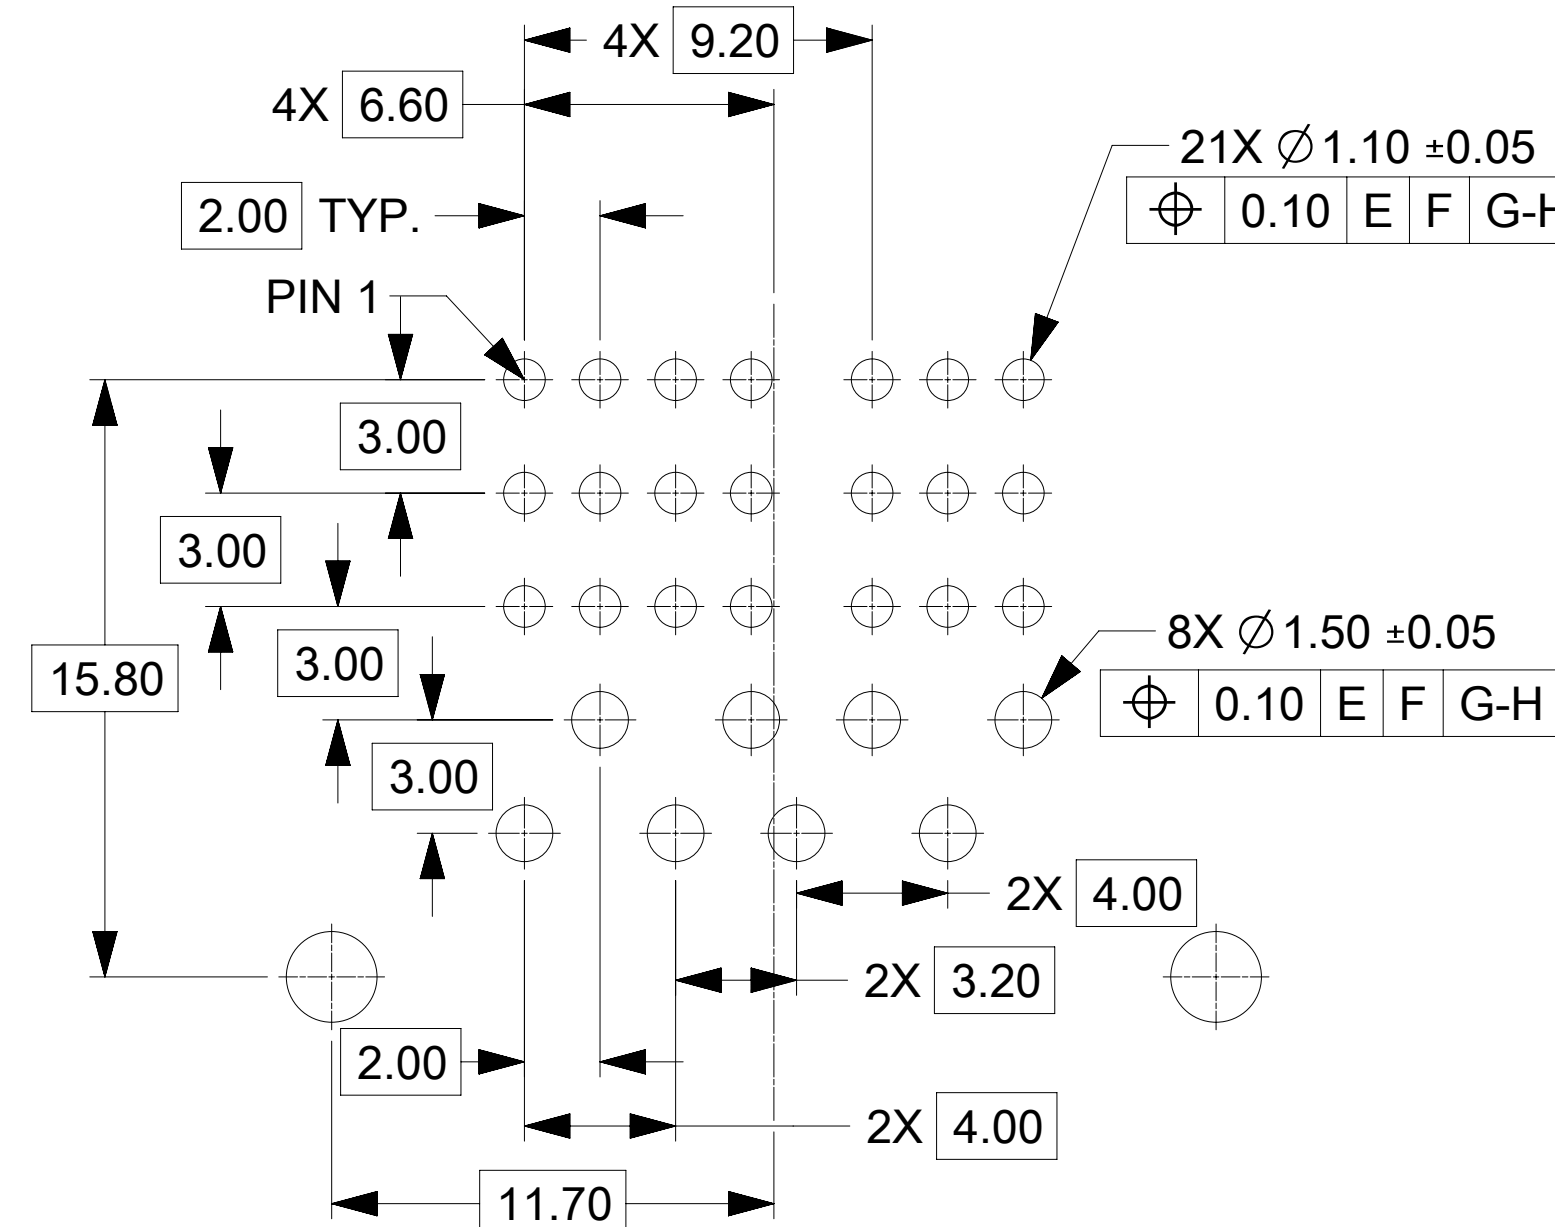 4X 9.20
4X 6.60
21X ∅1.10 ±0.05
⌖ 0.10 E F G-H
2.00 TYP.
PIN 1
3.00
3.00
3.00
15.80
8X ∅1.50 ±0.05
⌖ 0.10 E F G-H
3.00
2X 4.00
2X 3.20
2.00
2X 4.00
11.70